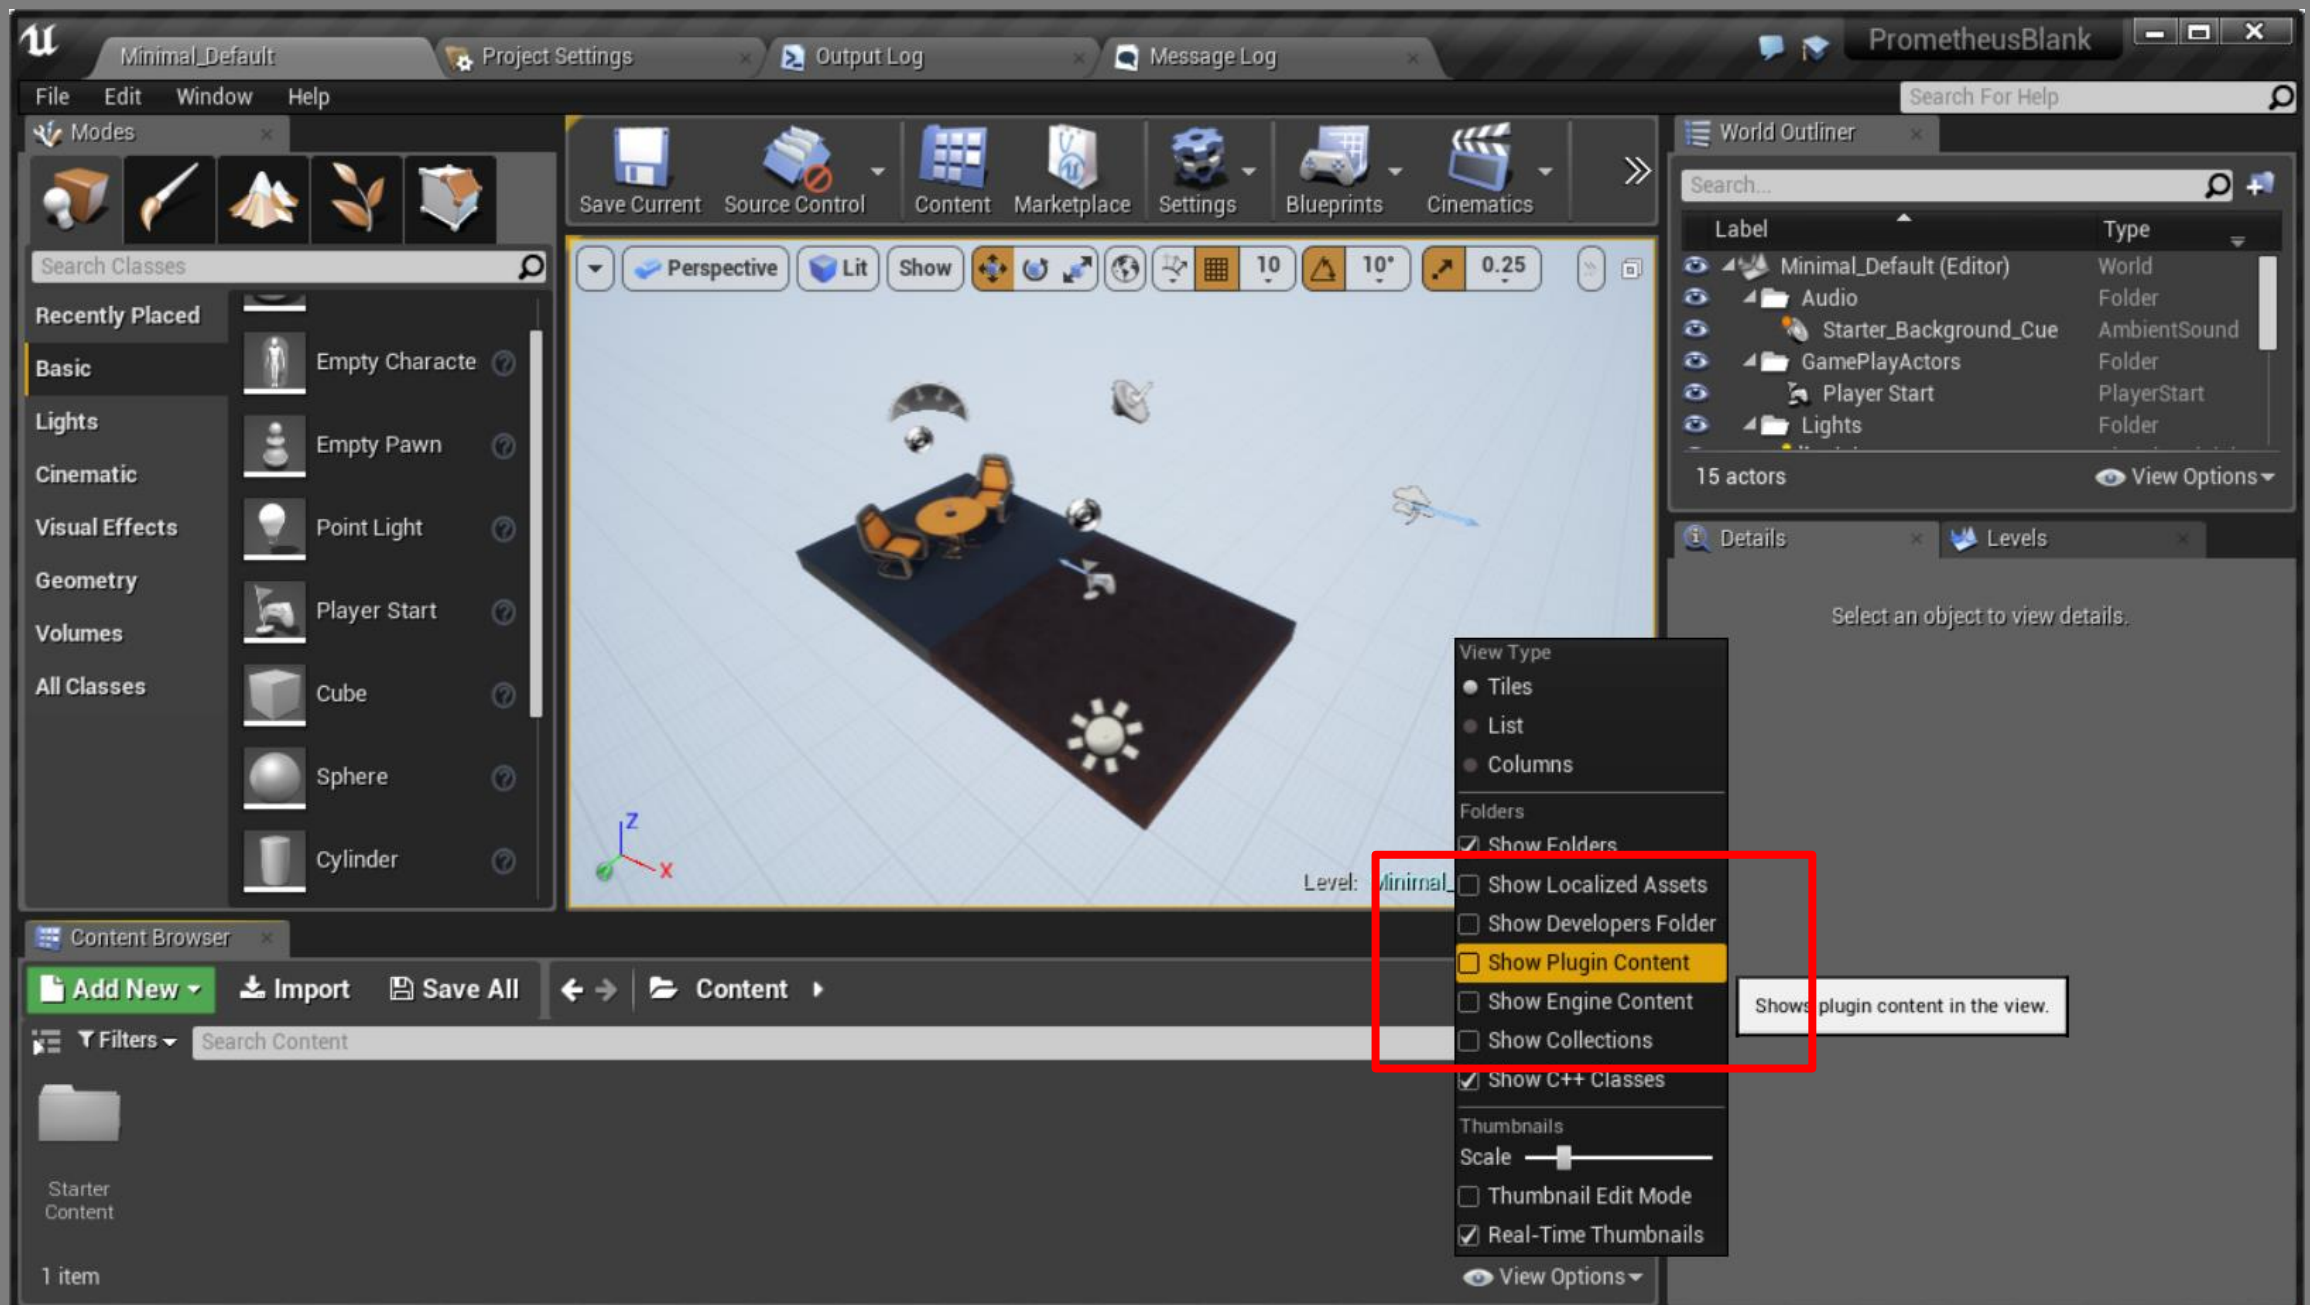 Minimal_Default
Project Settings
Output Log
Message Log
PrometheusBlank
File Edit Window Help
Search For Help
Modes
Save Current
Source Control
Content
Marketplace
Settings
Blueprints
Cinematics
Search Classes
Recently Placed
Basic
Lights
Cinematic
Visual Effects
Geometry
Volumes
All Classes
Empty Characte
Empty Pawn
Point Light
Player Start
Cube
Sphere
Cylinder
Perspective
Lit
Show
10
10°
0.25
Z
X
Level: Minimal_
World Outliner
Search...
Label Type
Minimal_Default (Editor) World
Audio Folder
Starter_Background_Cue AmbientSound
GamePlayActors Folder
Player Start PlayerStart
Lights Folder
15 actors
View Options
Details
Levels
Select an object to view details.
View Type
Tiles
List
Columns
Folders
Show Folders
Show Localized Assets
Show Developers Folder
Show Plugin Content
Show Engine Content
Show Collections
Show C++ Classes
Thumbnails
Scale
Thumbnail Edit Mode
Real-Time Thumbnails
Shows plugin content in the view.
Content Browser
Add New
Import
Save All
Content
Filters
Search Content
Starter
Content
1 item
View Options